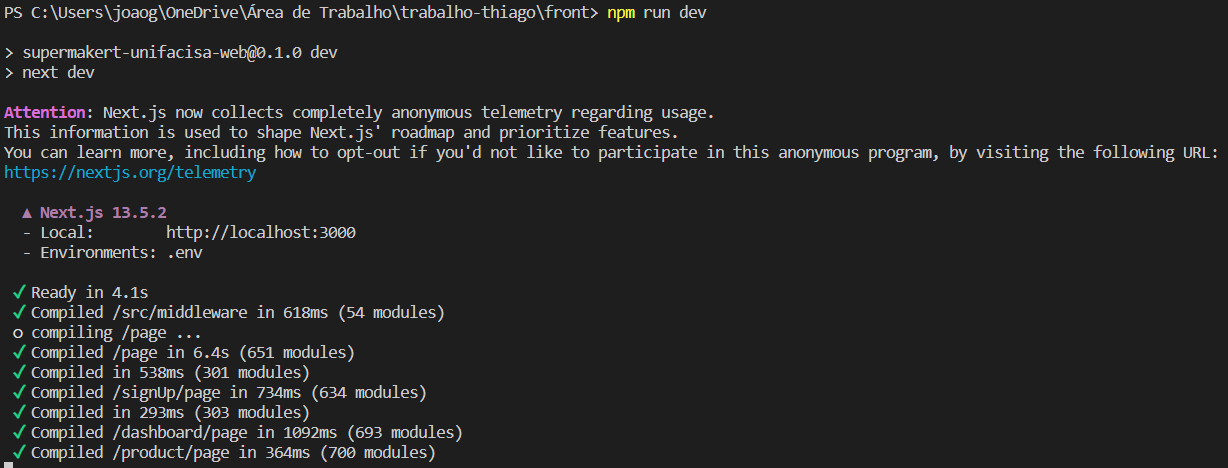 PS C:\Users\joaog\OneDrive\Área de Trabalho\trabalho-thiago\front> npm run dev
> supermakert-unifacisa-web@0.1.0 dev
> next dev
Attention: Next.js now collects completely anonymous telemetry regarding usage.
This information is used to shape Next.js' roadmap and prioritize features.
You can learn more, including how to opt-out if you'd not like to participate in this anonymous program, by visiting the following URL:
https://nextjs.org/telemetry
▲ Next.js 13.5.2
- Local:        http://localhost:3000
- Environments: .env
✓ Ready in 4.1s
✓ Compiled /src/middleware in 618ms (54 modules)
○ compiling /page ...
✓ Compiled /page in 6.4s (651 modules)
✓ Compiled in 538ms (301 modules)
✓ Compiled /signUp/page in 734ms (634 modules)
✓ Compiled in 293ms (303 modules)
✓ Compiled /dashboard/page in 1092ms (693 modules)
✓ Compiled /product/page in 364ms (700 modules)